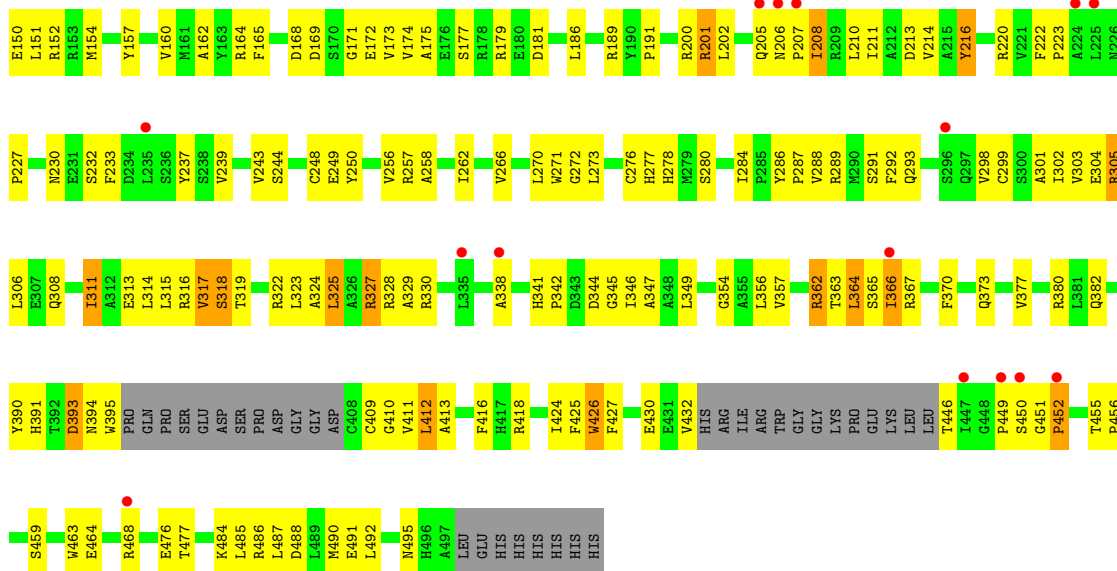 E150 L151 R152 R153 M154 Y157 V160 M161 A162 Y163 R164 F165 D168 D169 S170 G171 E172 V173 V174 A175 E176 S177 R178 R179 E180 D181 L186 R189 Y190 P191 R200 R201 L202 Q205 N206 P207 I208 R209 L210 I211 A212 D213 V214 A215 Y216 R220 V221 F222 P223 A224 L225 N226
P227 N230 E231 S232 F233 D234 L235 S236 Y237 S238 V239 V243 S244 C248 E249 Y250 V256 R257 A258 I262 V266 L270 W271 G272 L273 C276 H277 H278 M279 S280 I284 P285 Y286 P287 V288 R289 M290 S291 F292 Q293 S296 Q297 V298 C299 S300 A301 I302 V303 E304 R305
L306 E307 Q308 I311 A312 E313 L314 L315 R316 V317 S318 T319 R322 L323 A324 L325 A326 R327 R328 A329 R330 L335 A338 H341 P342 D343 D344 G345 I346 A347 A348 L349 G354 A355 L356 V357 R362 T363 L364 S365 I366 R367 F370 Q373 V377 R380 L381 Q382
Y390 H391 T392 D393 N394 W395 PRO GLN PRO SER GLU ASP SER PRO ASP GLY GLY ASP C408 C409 G410 V411 L412 A413 F416 H417 R418 I424 F425 W426 F427 E430 E431 V432 HIS ARG ILE ARG TRP GLY GLY LYS PRO GLU LYS LEU LEU T446 I447 G448 P449 S450 G451 P452 T455 P456
S459 W463 E464 R468 E476 T477 K484 L485 R486 L487 D488 L489 M490 E491 L492 N495 H496 A497 LEU GLU HIS HIS HIS HIS HIS HIS